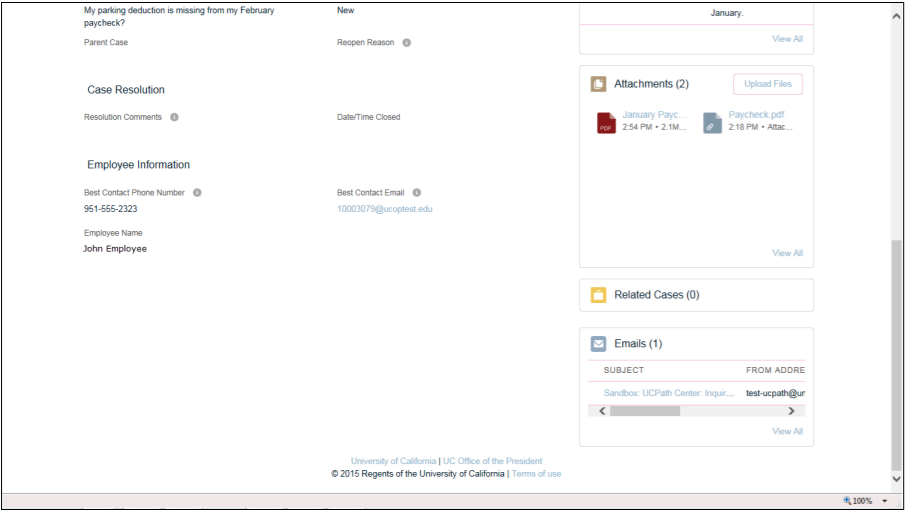 My parking deduction is missing from my February
paycheck?
New
Parent Case
Reopen Reason
Case Resolution
Resolution Comments
Date/Time Closed
Employee Information
Best Contact Phone Number
Best Contact Email
951-555-2323
10003079@ucoptest.edu
Employee Name
John Employee
January.
View All
Attachments (2)
Upload Files
PDF
January Payc...
2:54 PM • 2.1M...
Paycheck.pdf
2:18 PM • Attac...
View All
Related Cases (0)
Emails (1)
SUBJECT
FROM ADDRE
Sandbox: UCPath Center: Inquir...
test-ucpath@ur
View All
University of California | UC Office of the President
© 2015 Regents of the University of California | Terms of use
100%